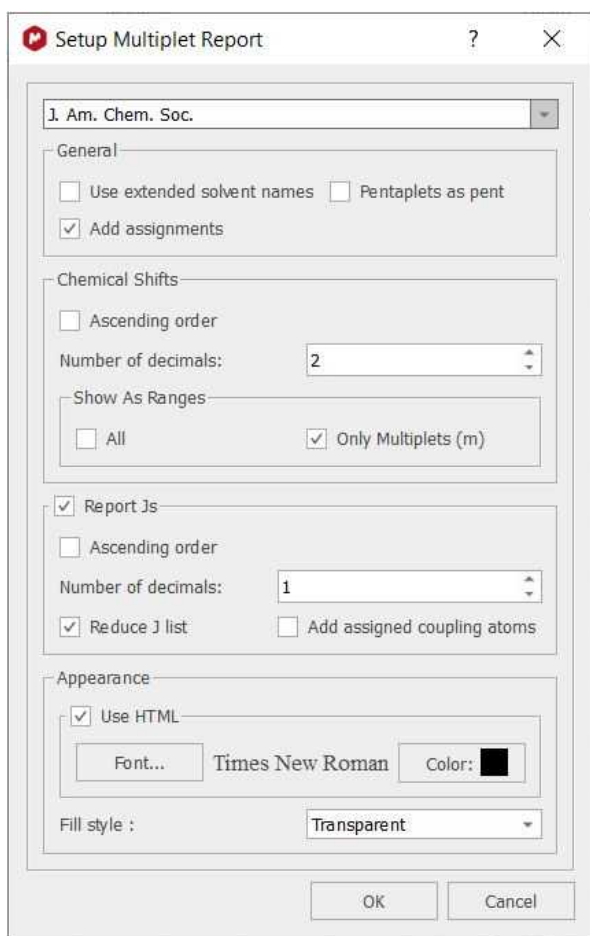 Setup Multiplet Report ?
J. Am. Chem. Soc.
General
Use extended solvent names Pentaplets as pent
Add assignments
Chemical Shifts
Ascending order
Number of decimals: 2
Show As Ranges
All Only Multiplets (m)
Report Js
Ascending order
Number of decimals: 1
Reduce J list Add assigned coupling atoms
Appearance
Use HTML
Font... Times New Roman Color:
Fill style : Transparent
OK Cancel